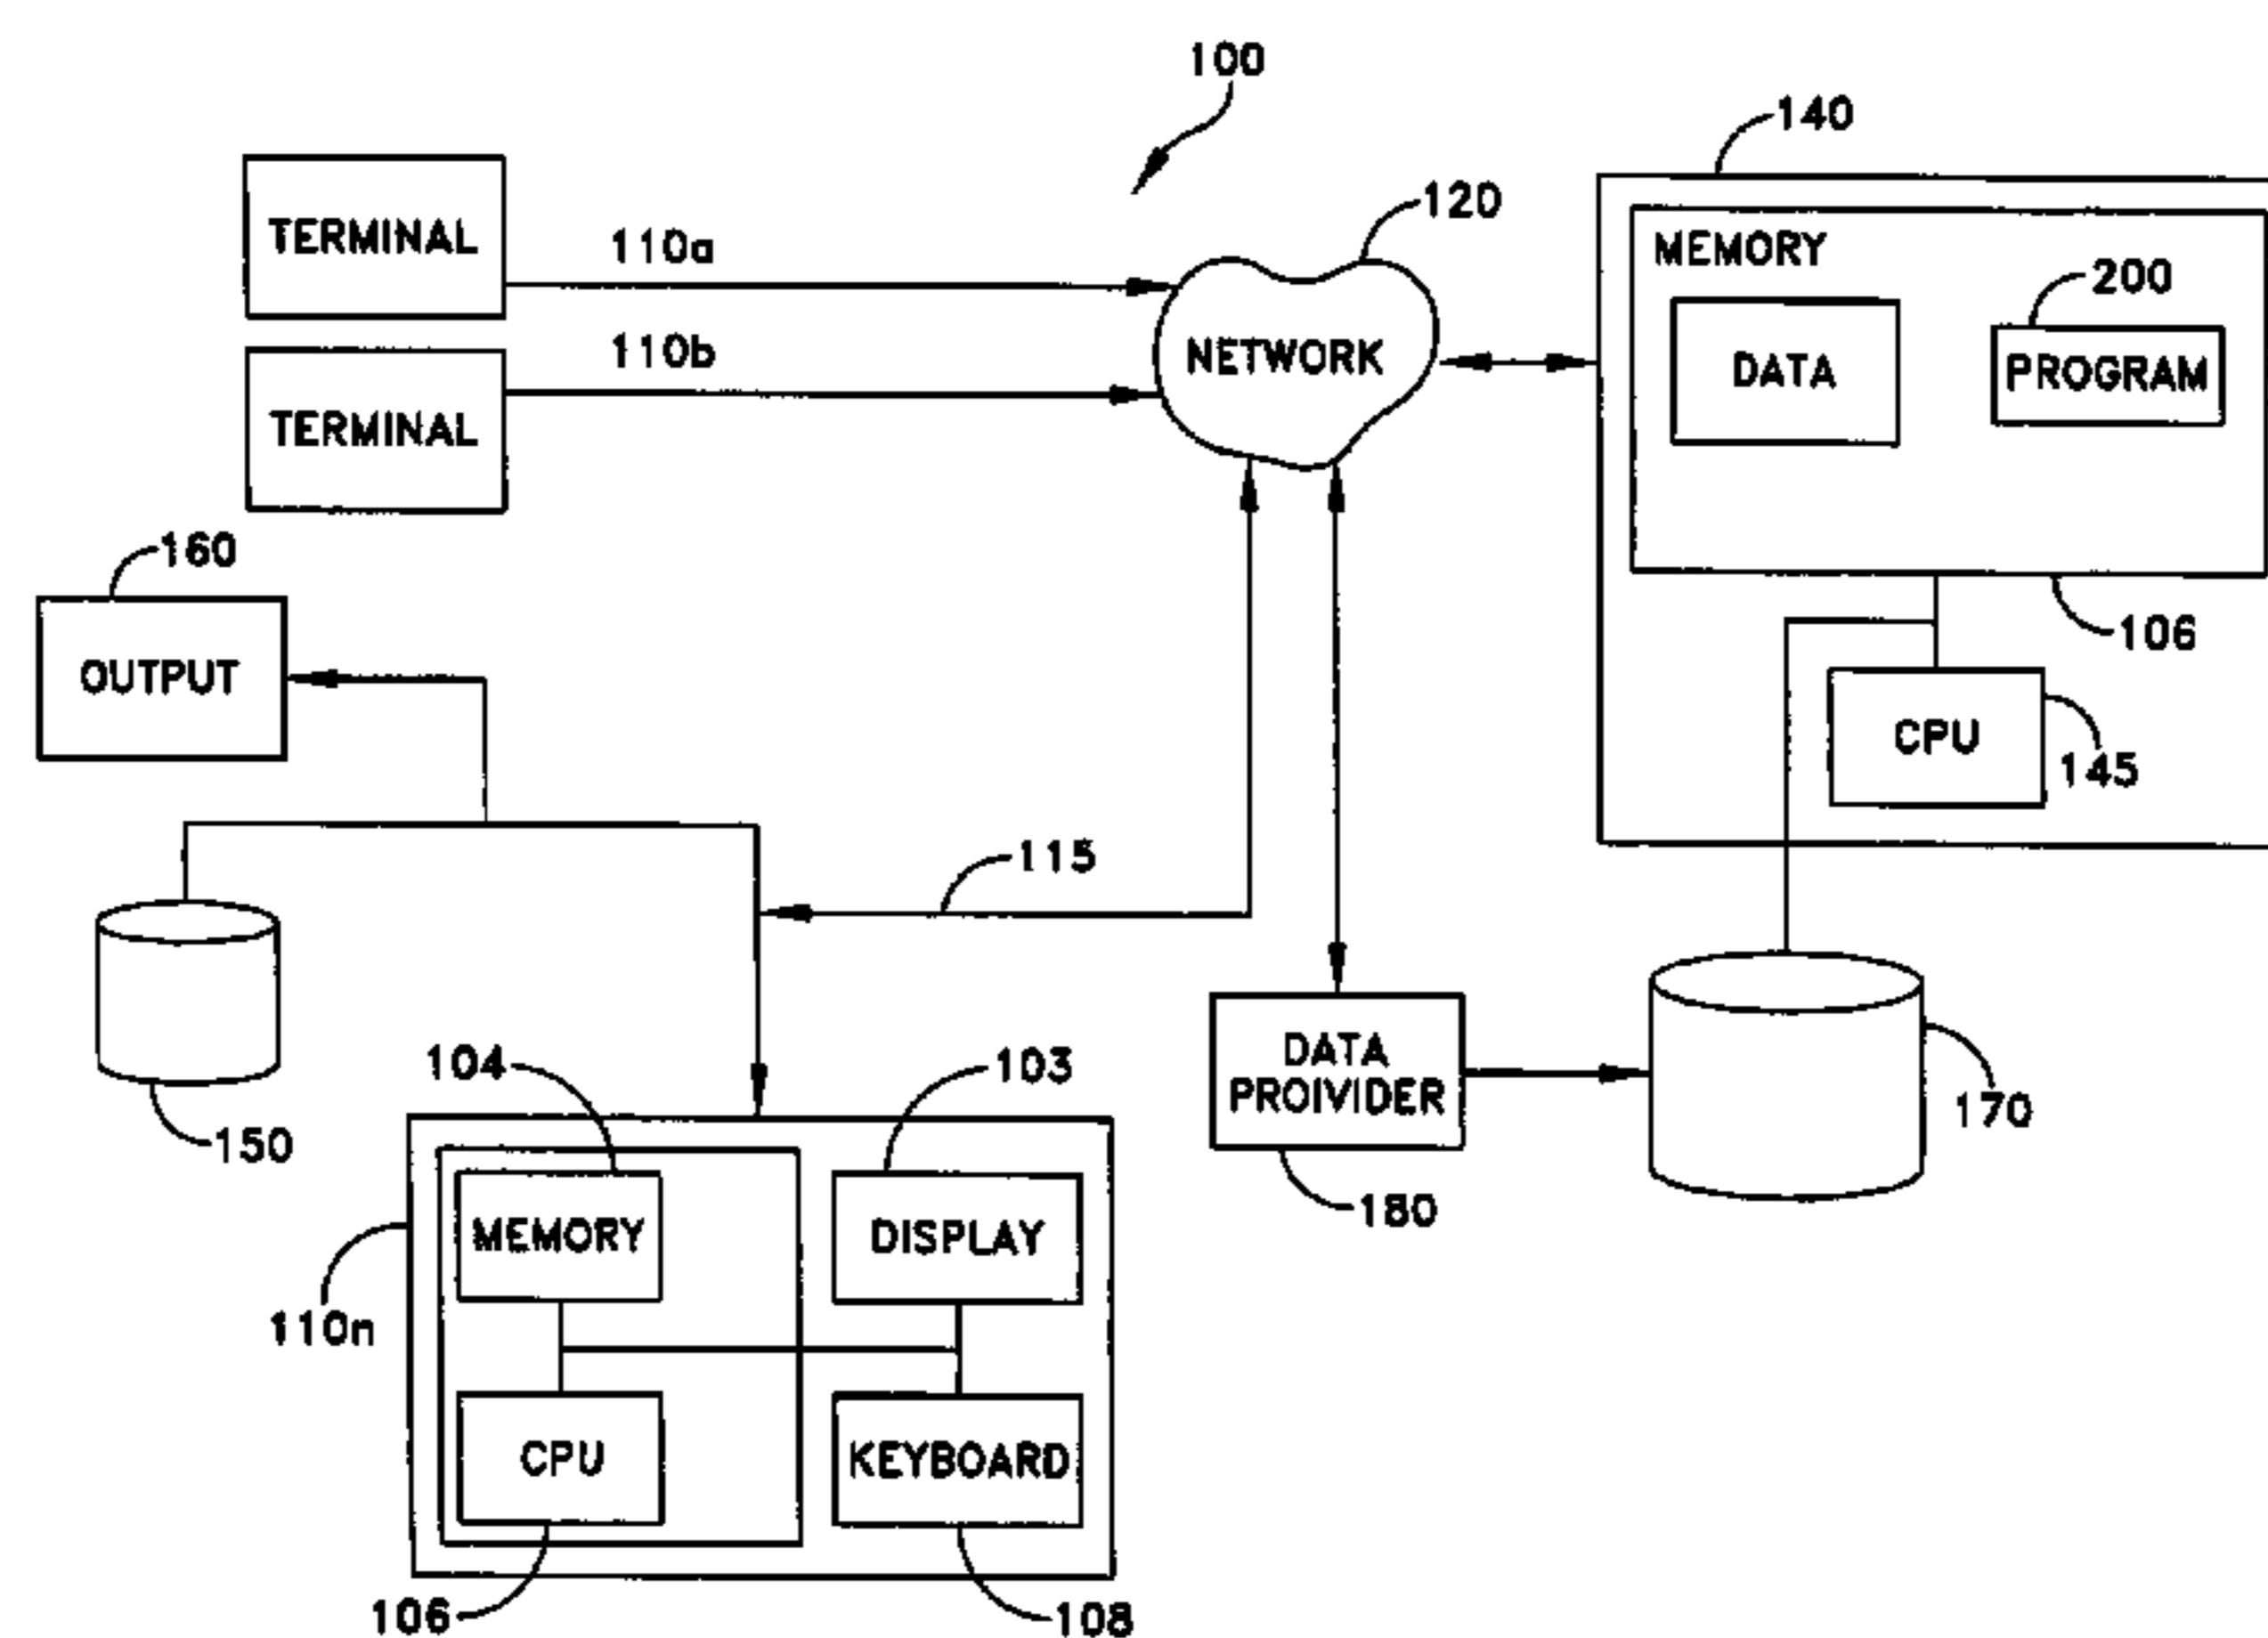 100
140
120
TERMINAL
110a
MEMORY
200
DATA
PROGRAM
NETWORK
110b
TERMINAL
160
OUTPUT
106
CPU
145
115
104
103
DATA
PROIVIDER
170
150
180
MEMORY
DISPLAY
110n
CPU
KEYBOARD
106
108